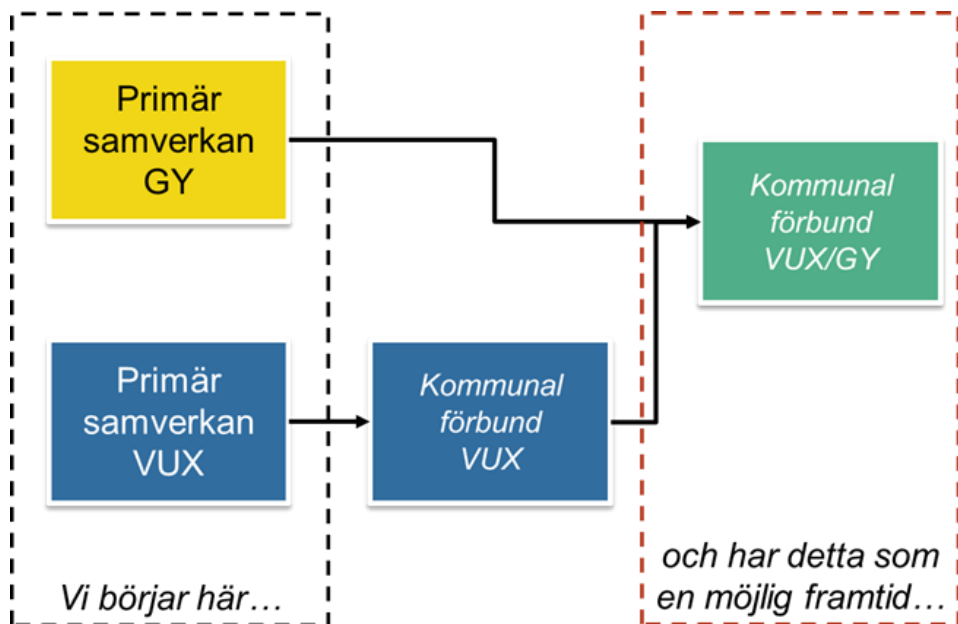 Primär
samverkan
GY
Kommunal
förbund
VUX/GY
Primär
samverkan
VUX
Kommunal
förbund
VUX
Vi börjar här…
och har detta som
en möjlig framtid…